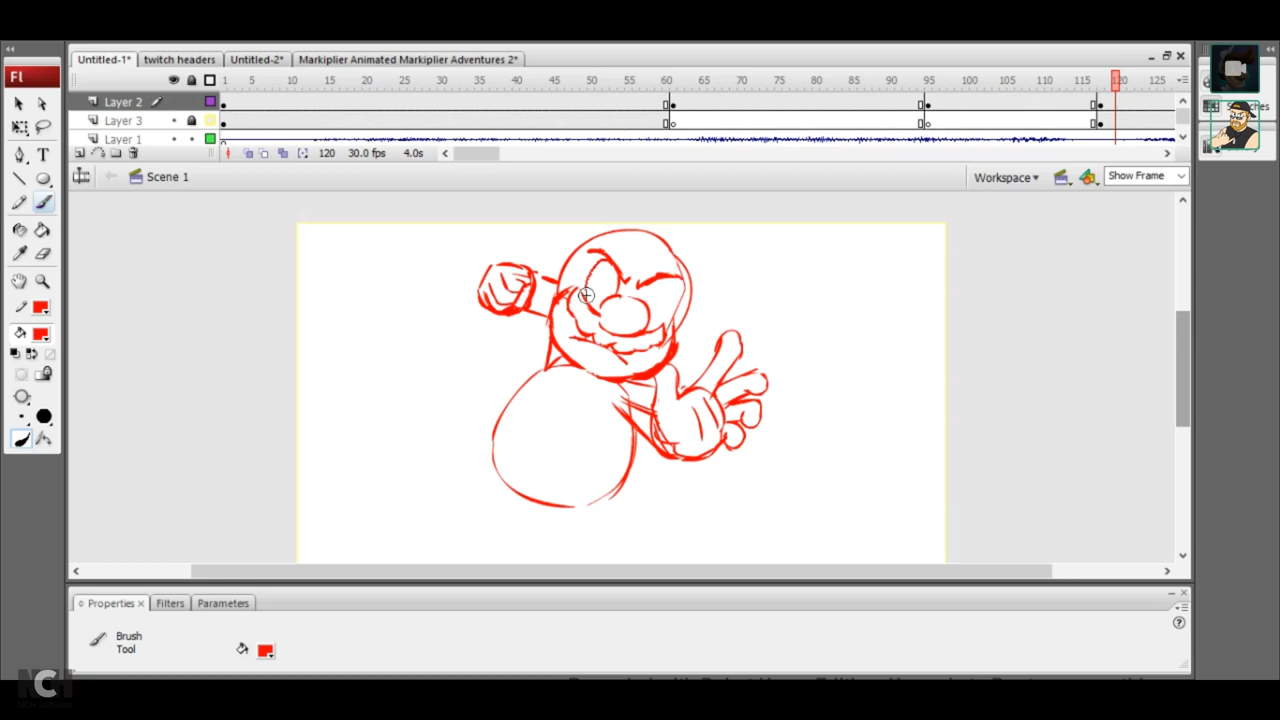 Untitled-1* twitch headers Untitled-2* Markiplier Animated Markiplier Adventures 2*
Fl
1 5 10 15 20 25 30 35 40 45 50 55 60 65 70 75 80 85 90 95 100 105 110 115 120 125
Layer 2
Layer 3
Layer 1
120 30.0 fps 4.0s
Scene 1
Workspace
Show Frame
T
Properties Filters Parameters
Brush
Tool
NCH